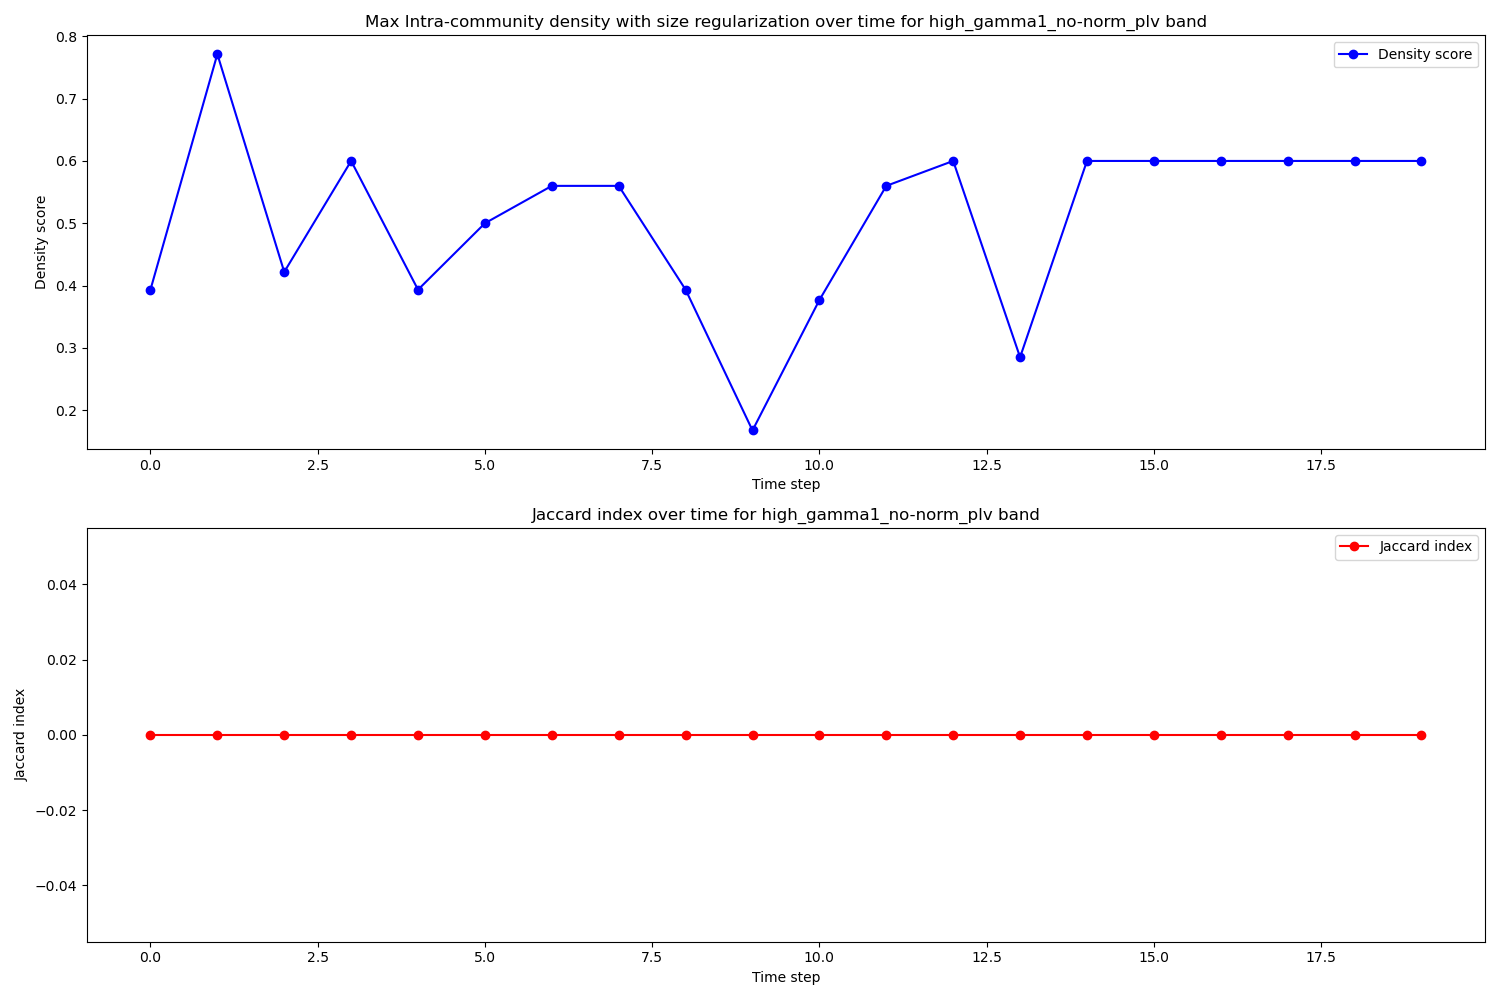 Max Intra-community density with size regularization over time for high_gamma1_no-norm_plv band
Density score
0.8
0.7
0.6
0.5
0.4
0.3
0.2
Density score
0.0 2.5 5.0 7.5 10.0 12.5 15.0 17.5
Time step
Jaccard index over time for high_gamma1_no-norm_plv band
Jaccard index
0.04
0.02
0.00
−0.02
−0.04
Jaccard index
0.0 2.5 5.0 7.5 10.0 12.5 15.0 17.5
Time step